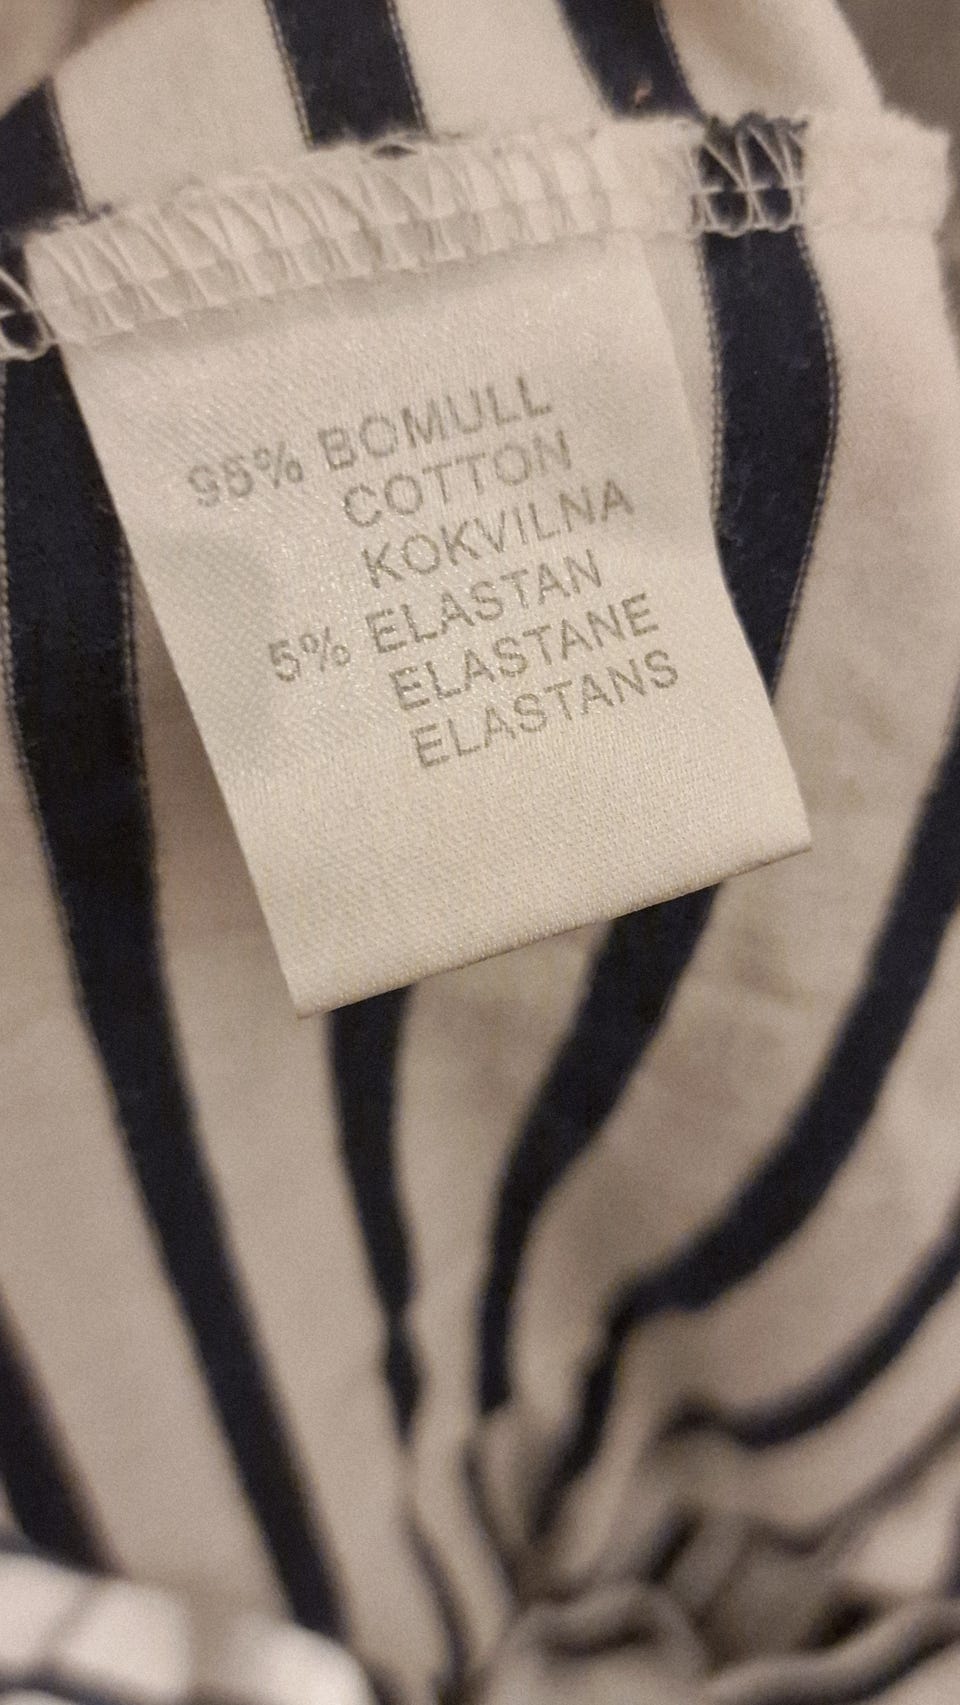 95% BOMULL
COTTON
KOKVILNA
5% ELASTAN
ELASTANE
ELASTANS